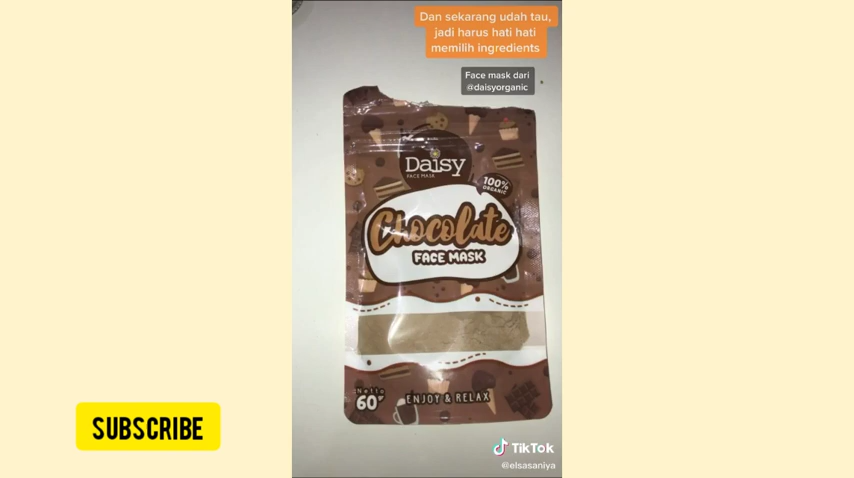 Dan sekarang udah tau,
jadi harus hati hati
memilih ingredients
Face mask dari
@daisyorganic
Daisy
FACE MASK
100%
ORGANIC
Chocolate
FACE MASK
Netto
60gr
ENJOY & RELAX
SUBSCRIBE
TikTok
@elsasaniya